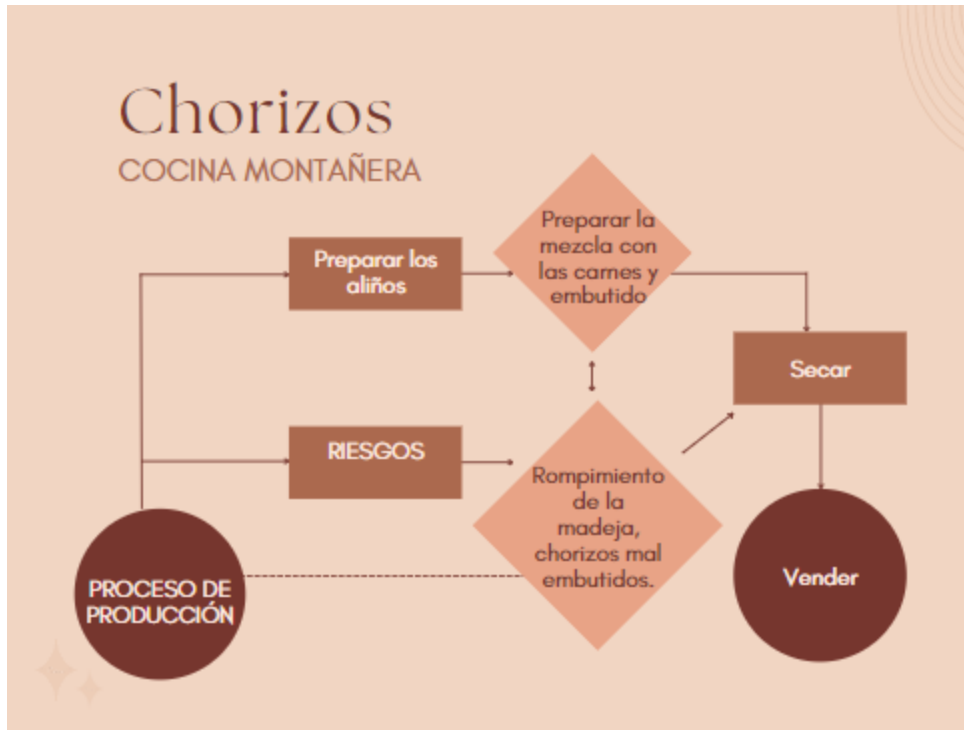 Chorizos
COCINA MONTAÑERA
Preparar los
aliños
Preparar la
mezcla con
las carnes y
embutido
Secar
RIESGOS
Rompimiento
de la
madeja,
chorizos mal
embutidos.
PROCESO DE
PRODUCCIÓN
Vender